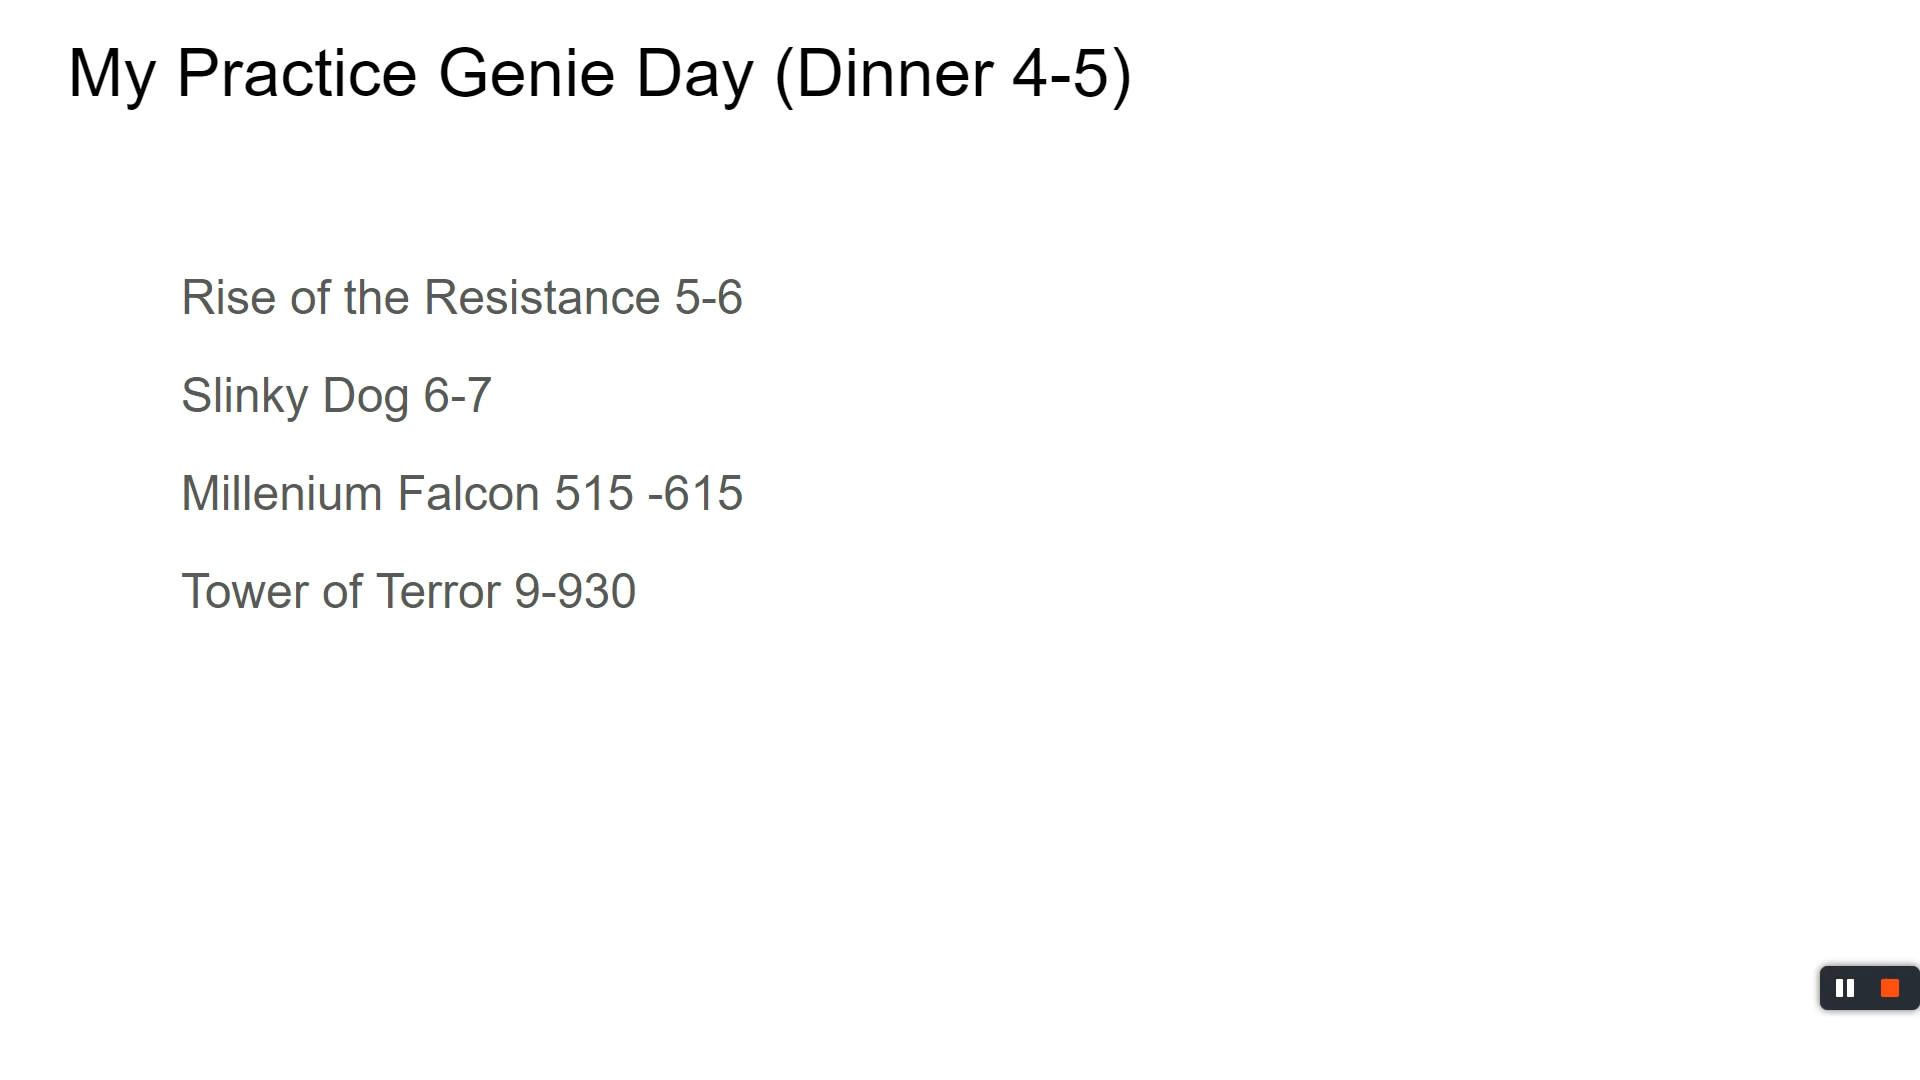 My Practice Genie Day (Dinner 4-5)
Rise of the Resistance 5-6
Slinky Dog 6-7
Millenium Falcon 515 -615
Tower of Terror 9-930